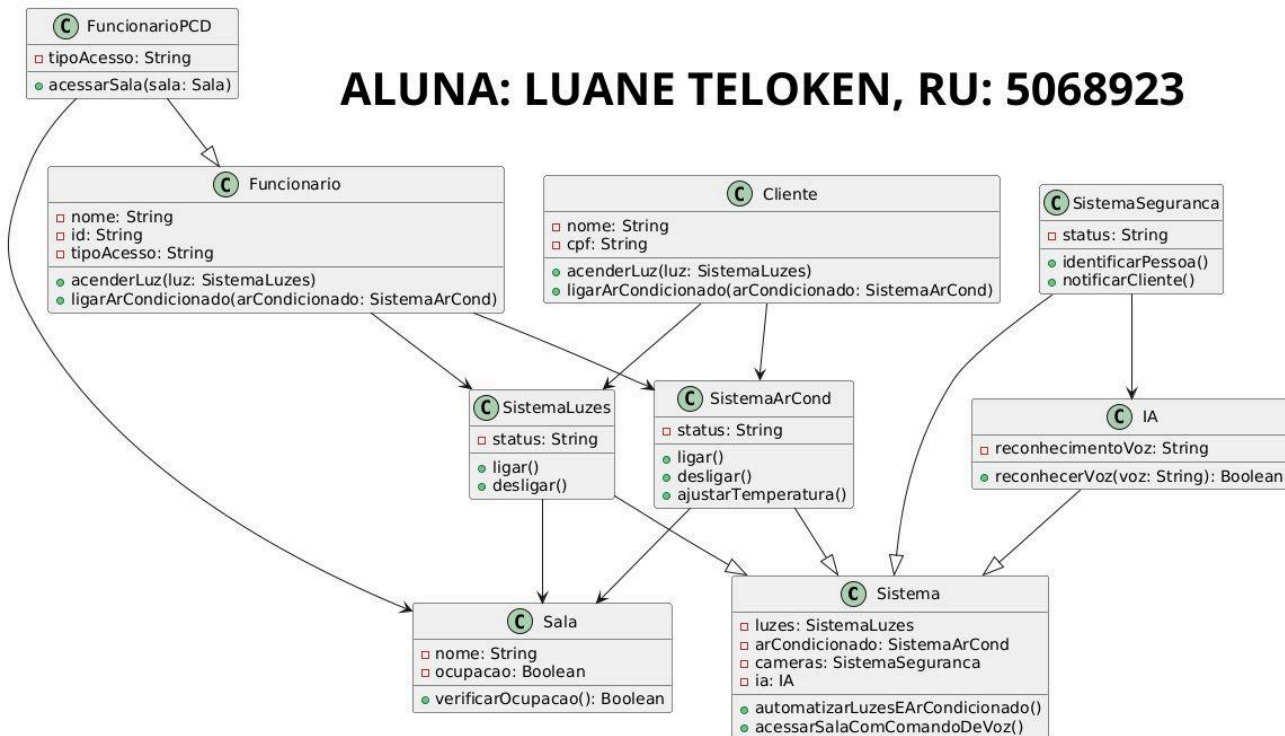 C FuncionarioPCD
tipoAcesso: String
acessarSala(sala: Sala)
ALUNA: LUANE TELOKEN, RU: 5068923
C Funcionario
nome: String
id: String
tipoAcesso: String
acenderLuz(luz: SistemaLuzes)
ligarArCondicionado(arCondicionado: SistemaArCond)
C Cliente
nome: String
cpf: String
acenderLuz(luz: SistemaLuzes)
ligarArCondicionado(arCondicionado: SistemaArCond)
C SistemaSeguranca
status: String
identificarPessoa()
notificarCliente()
C SistemaLuzes
status: String
ligar()
desligar()
C SistemaArCond
status: String
ligar()
desligar()
ajustarTemperatura()
C IA
reconhecimentoVoz: String
reconhecerVoz(voz: String): Boolean
C Sala
nome: String
ocupacao: Boolean
verificarOcupacao(): Boolean
C Sistema
luzes: SistemaLuzes
arCondicionado: SistemaArCond
cameras: SistemaSeguranca
ia: IA
automatizarLuzesEArCondicionado()
acessarSalaComComandoDeVoz()